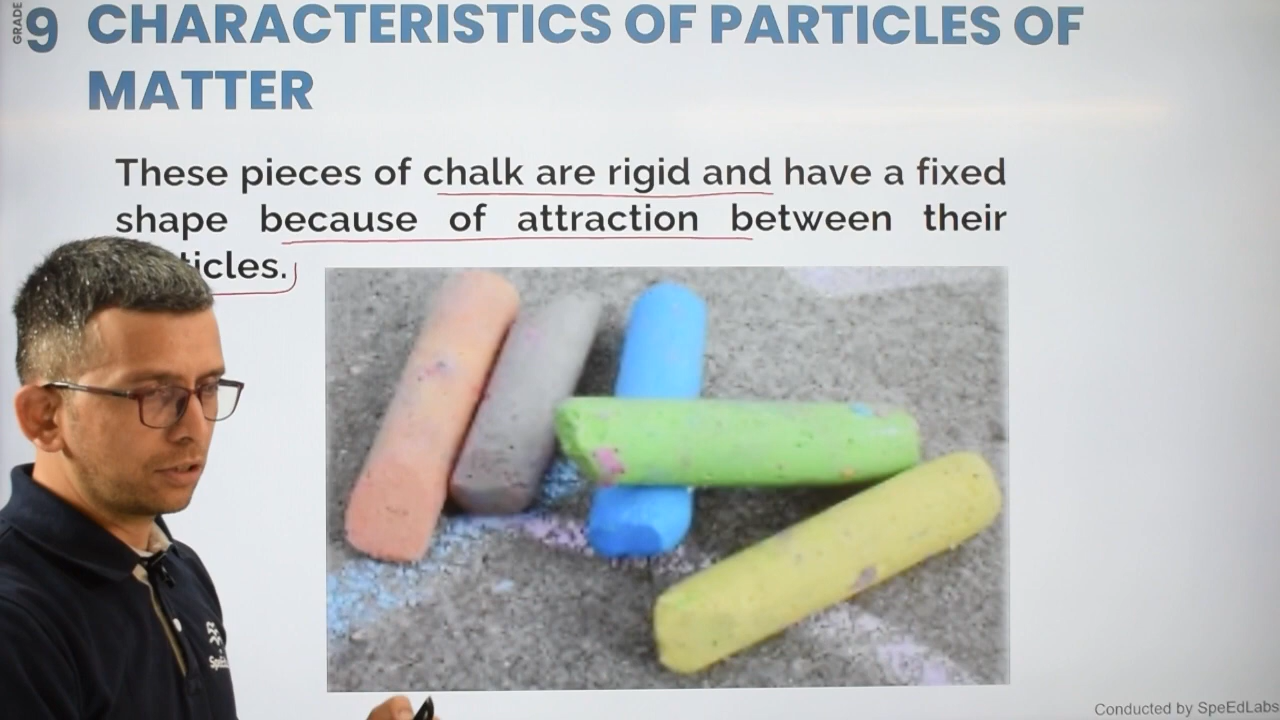 GRADE
9 CHARACTERISTICS OF PARTICLES OF
MATTER
These pieces of chalk are rigid and have a fixed
shape because of attraction between their
ticles.
Conducted by SpeEdLabs